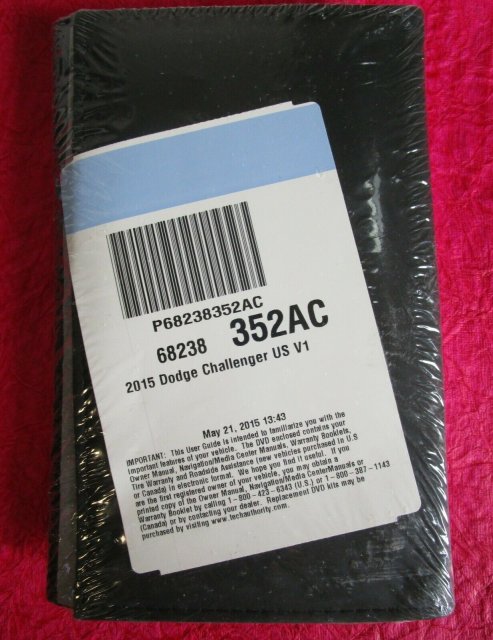 P68238352AC
68238 352AC
2015 Dodge Challenger US V1
May 21, 2015 13:43
IMPORTANT: This User Guide is intended to familiarize you with the
important features of your vehicle. The DVD enclosed contains your
Owner Manual, Navigation/Media Center Manuals, Warranty Booklets,
Tire Warranty and Roadside Assistance (new vehicles purchased in U.S
or Canada) in electronic format. We hope you find it useful. If you
are the first registered owner of your vehicle, you may obtain a
printed copy of the Owner Manual, Navigation/Media CenterManuals or
Warranty Booklet by calling 1-800-423-6343 (U.S.) or 1-800-387-1143
(Canada) or by contacting your dealer. Replacement DVD kits may be
purchased by visiting www.techauthority.com.